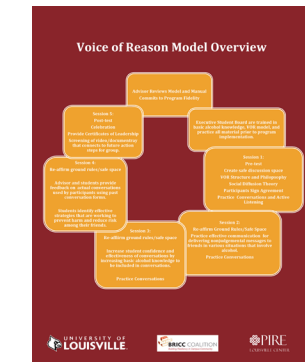 Voice of Reason Model Overview
Advisor Reviews Model and Manual
Commits to Program Fidelity
Executive Student Board are trained in
basic alcohol knowledge, VOR model, and
practice all material prior to program
implementation.
Session 1:
Pre-test
Create safe discussion space
VOR Structure and Philosophy
Social Diffusion Theory
Participants Sign Agreement
Practice Conversations and Active
Listening
Session 2:
Re-affirm Ground Rules/Safe Space
Practice effective communication for
delivering nonjudgmental messages to
friends in various situations that involve
alcohol.
Practice Conversations
Session 3:
Re-affirm ground rules/safe space
Increase student confidence and
effectiveness of conversations by
increasing basic alcohol knowledge to
be included in conversations.
Practice Conversations
Session 4:
Re-affirm ground rules/safe space
Advisor and students provide
feedback on actual conversations
used by participants using past
conversation forms.
Students identify effective
strategies that are working to
prevent harm and reduce risk
among their friends.
Session 5:
Post-test
Celebration
Provide Certificates of Leadership
Screening of video (documentary)
steps for group.
UNIVERSITY OF
LOUISVILLE
BRICC COALITION
PIRE
LOUISVILLE CENTER